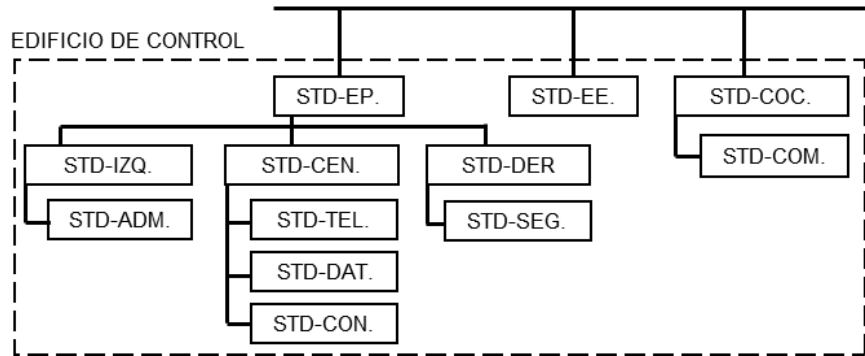 EDIFICIO DE CONTROL
STD-EP.
STD-EE.
STD-COC.
STD-IZQ.
STD-CEN.
STD-DER
STD-COM.
STD-ADM.
STD-TEL.
STD-SEG.
STD-DAT.
STD-CON.